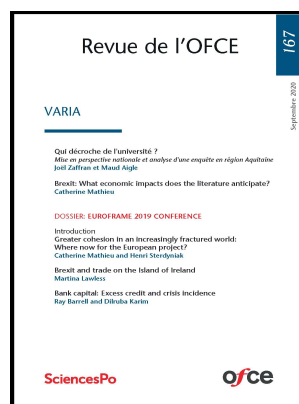 Revue de l'OFCE
167
Septembre 2020
VARIA
Qui décroche de l'université ?
Mise en perspective nationale et analyse d'une enquête en région Aquitaine
Joël Zaffran et Maud Aigle
Brexit: What economic impacts does the literature anticipate?
Catherine Mathieu
DOSSIER: EUROFRAME 2019 CONFERENCE
Introduction
Greater cohesion in an increasingly fractured world:
Where now for the European project?
Catherine Mathieu and Henri Sterdyniak
Brexit and trade on the Island of Ireland
Martina Lawless
Bank capital: Excess credit and crisis incidence
Ray Barrell and Dilruba Karim
SciencesPo
ofce